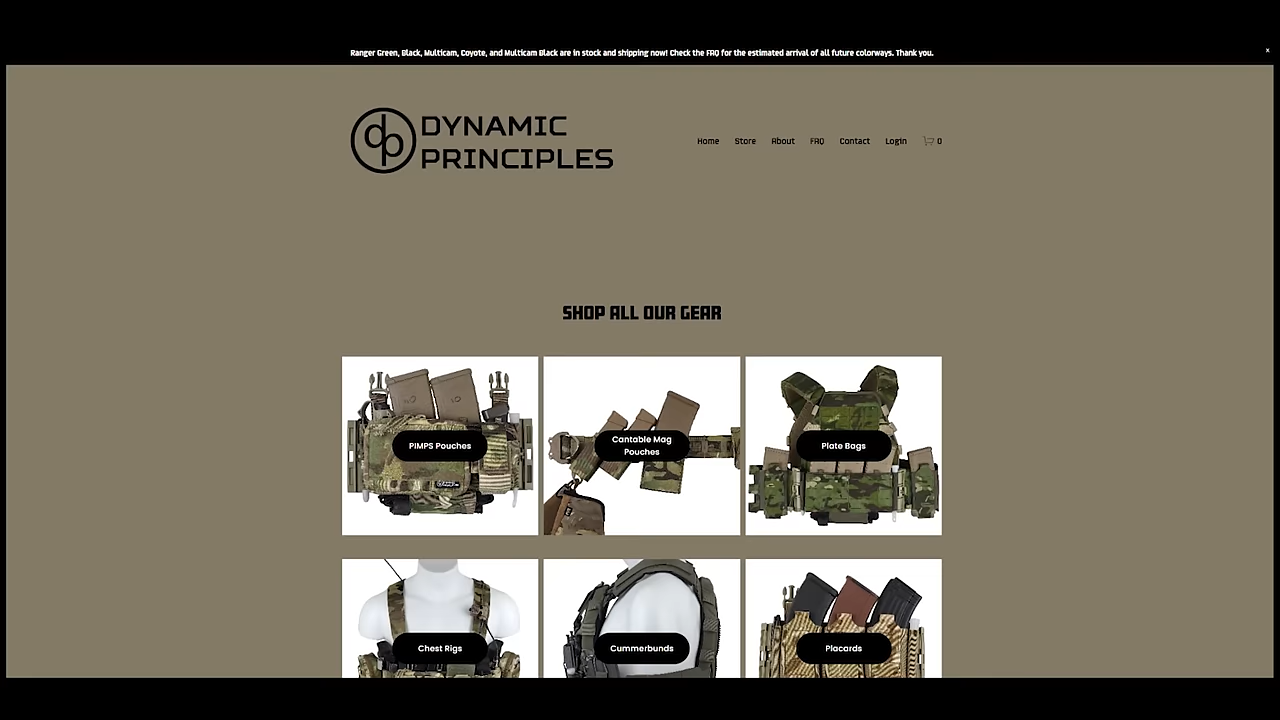 Ranger Green, Black, Multicam, Coyote, and Multicam Black are in stock and shipping now! Check the FAQ for the estimated arrival of all future colorways. Thank you.
x
dp DYNAMIC
PRINCIPLES
Home Store About FAQ Contact Login 0
SHOP ALL OUR GEAR
PIMPS Pouches
Cantable Mag
Pouches
Plate Bags
Chest Rigs
Cummerbunds
Placards